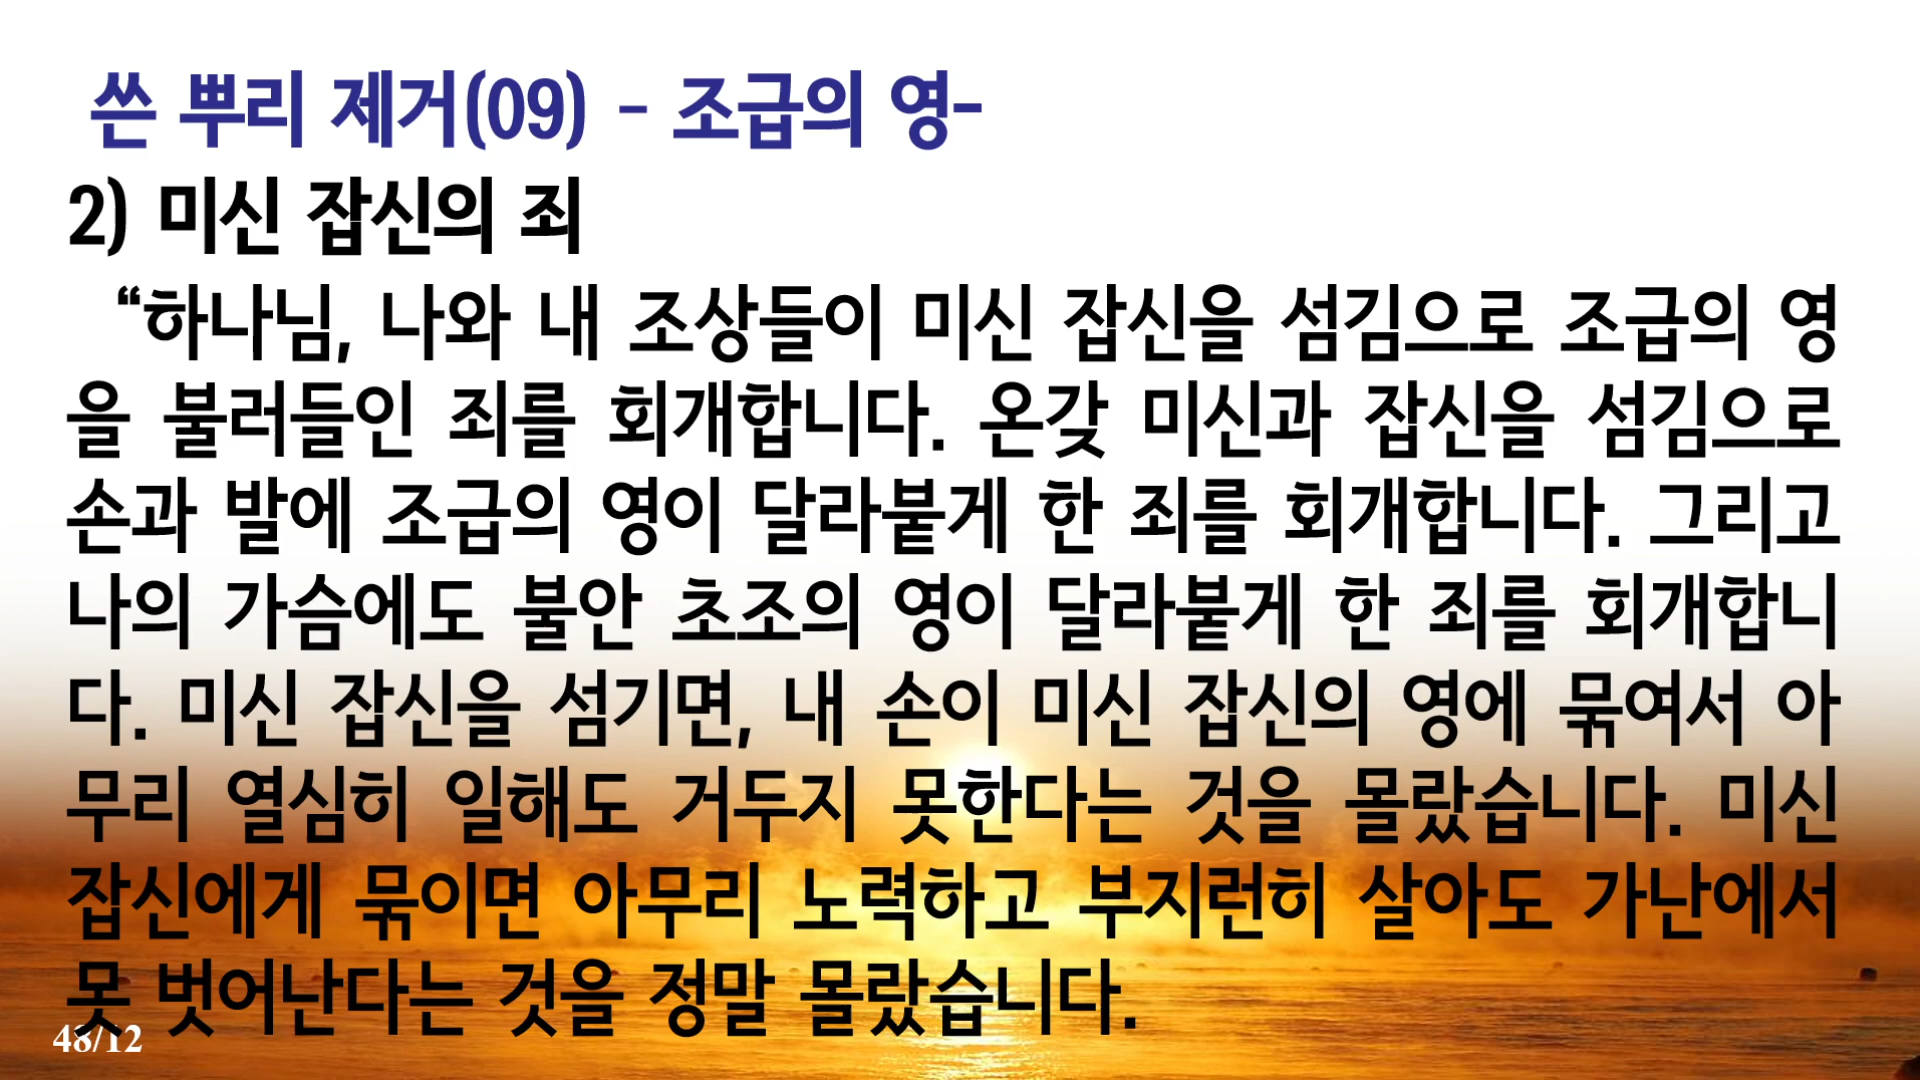 쓴 뿌리 제거(09) - 조급의 영-
2) 미신 잡신의 죄
“하나님, 나와 내 조상들이 미신 잡신을 섬김으로 조급의 영
을 불러들인 죄를 회개합니다. 온갖 미신과 잡신을 섬김으로
손과 발에 조급의 영이 달라붙게 한 죄를 회개합니다. 그리고
나의 가슴에도 불안 초조의 영이 달라붙게 한 죄를 회개합니
다. 미신 잡신을 섬기면, 내 손이 미신 잡신의 영에 묶여서 아
무리 열심히 일해도 거두지 못한다는 것을 몰랐습니다. 미신
잡신에게 묶이면 아무리 노력하고 부지런히 살아도 가난에서
못 벗어난다는 것을 정말 몰랐습니다.
48/12